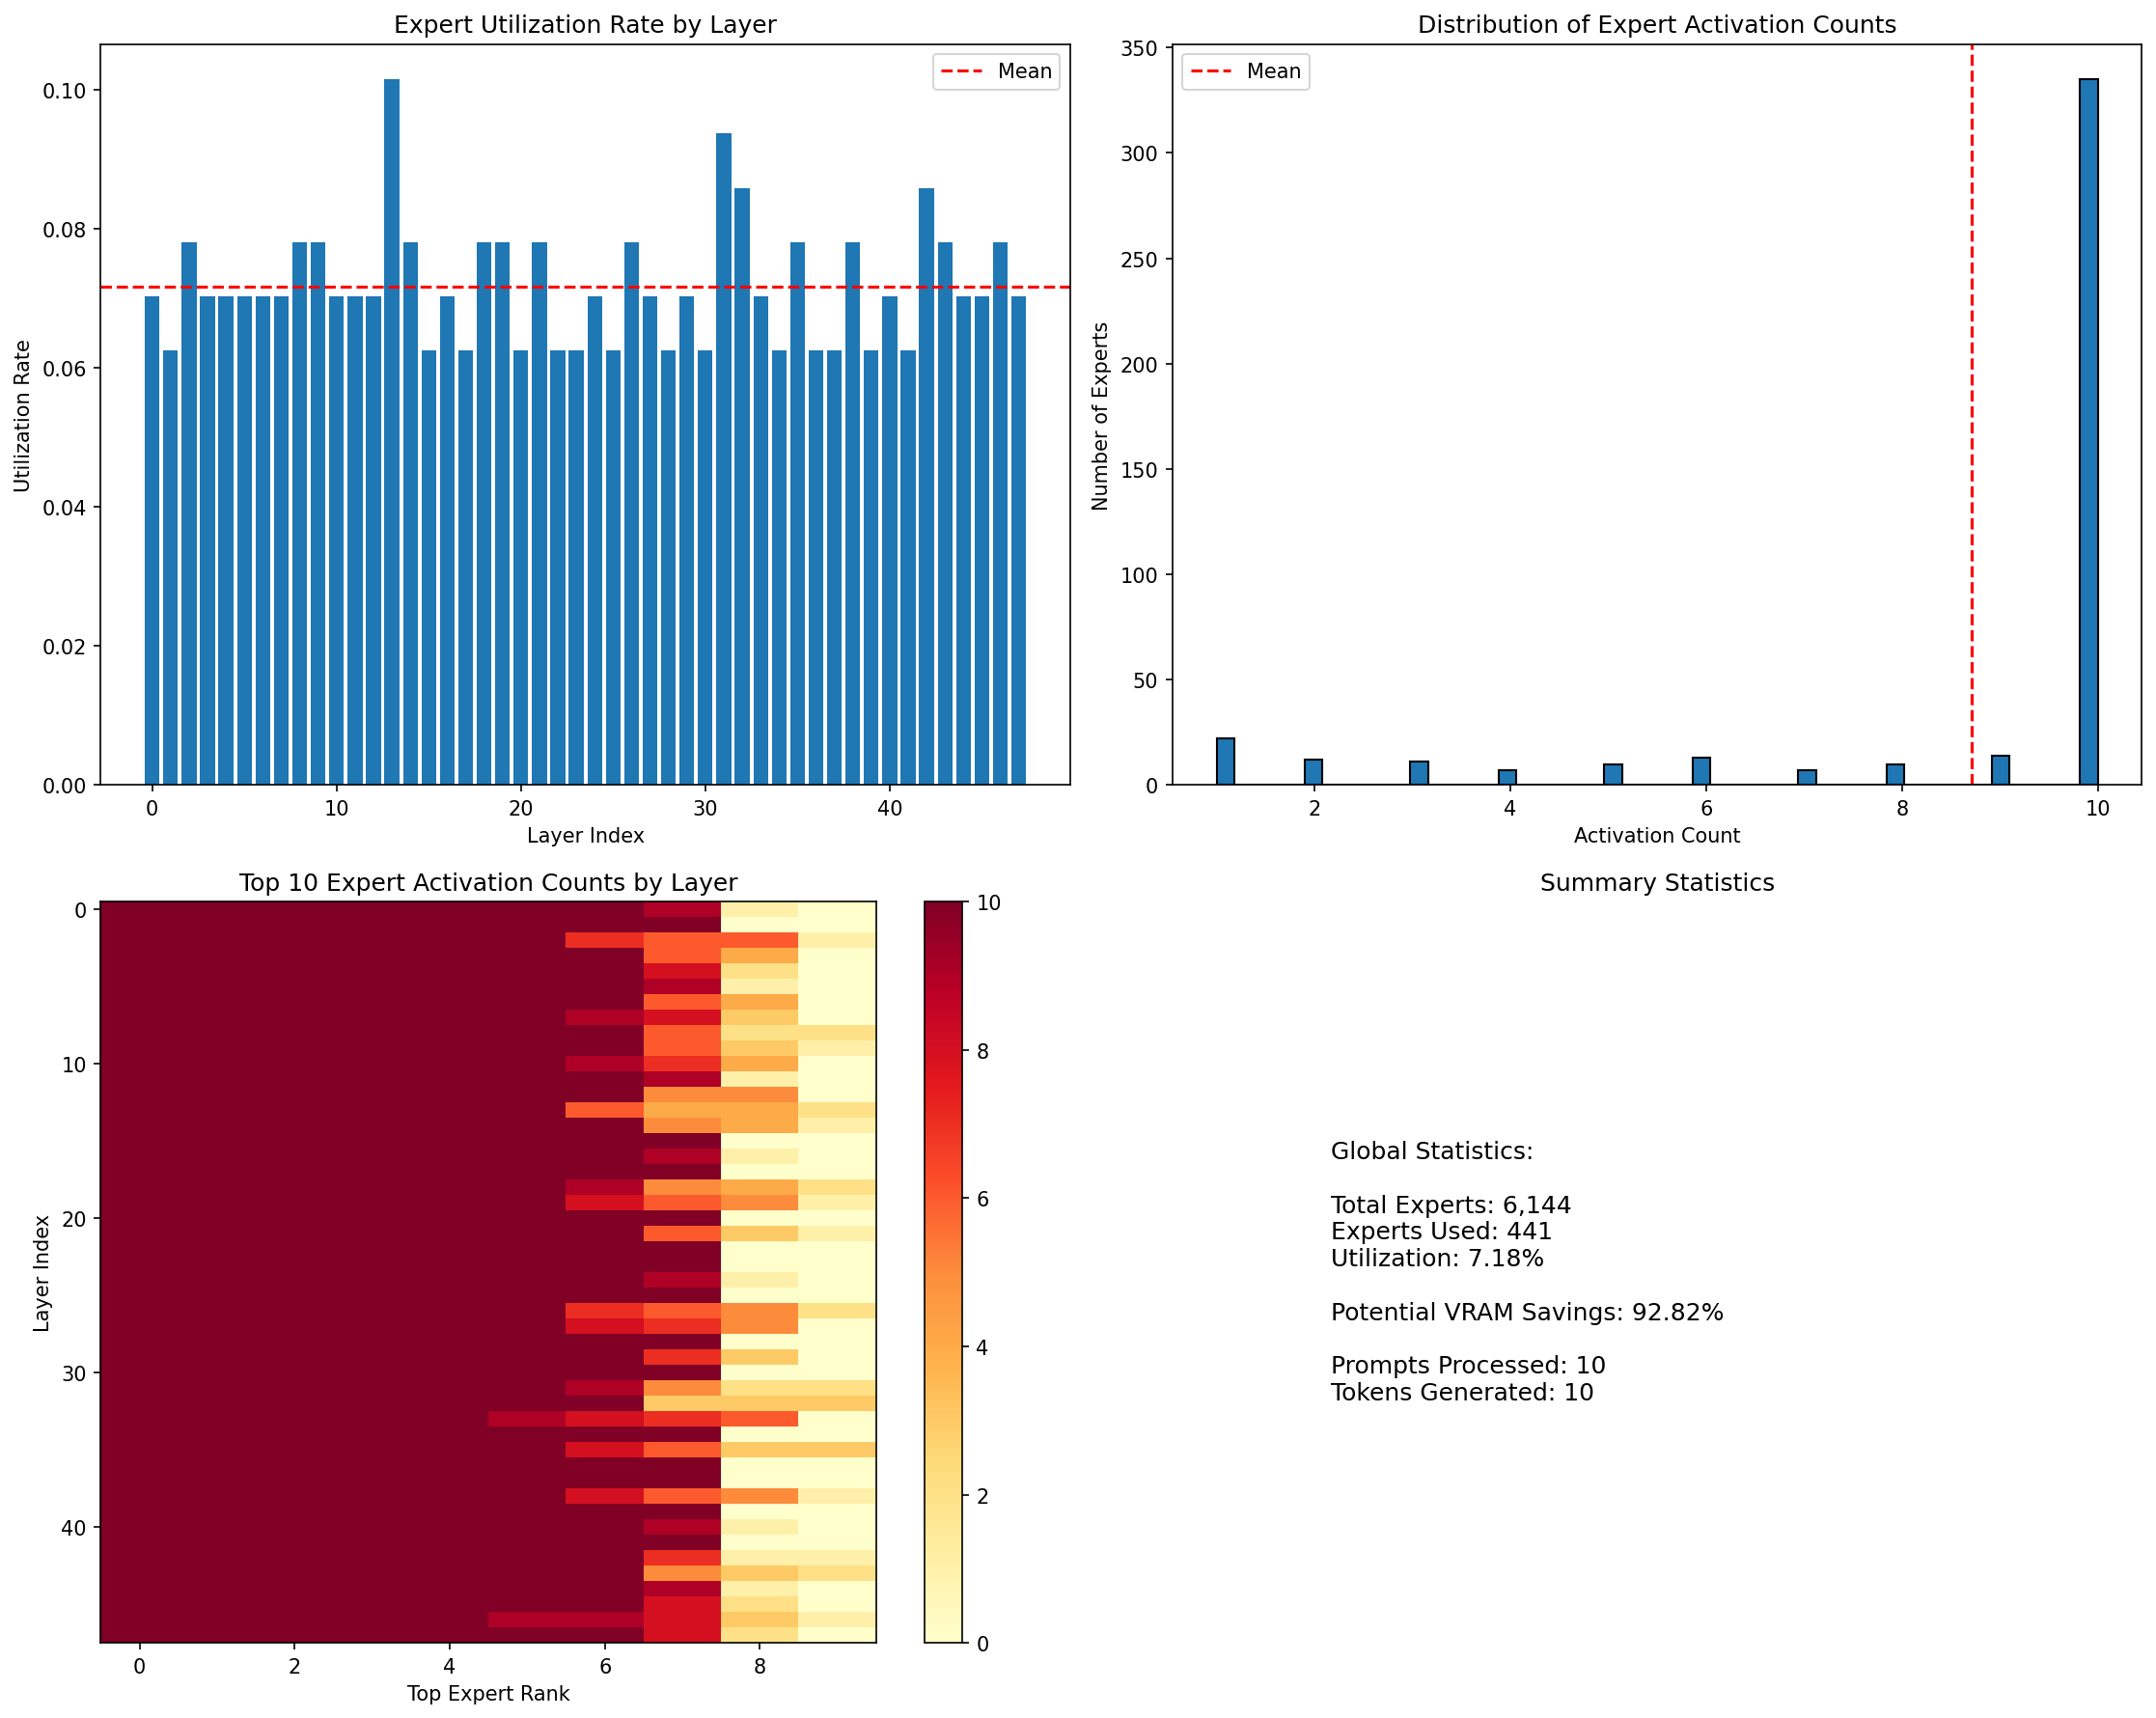 Expert Utilization Rate by Layer
Mean
0.10
0.08
0.06
0.04
0.02
0.00
Utilization Rate
0 10 20 30 40
Layer Index
Distribution of Expert Activation Counts
Mean
350
300
250
200
150
100
50
0
Number of Experts
2 4 6 8 10
Activation Count
Top 10 Expert Activation Counts by Layer
0
10
20
30
40
Layer Index
0 2 4 6 8
Top Expert Rank
10
8
6
4
2
0
Summary Statistics
Global Statistics:
Total Experts: 6,144
Experts Used: 441
Utilization: 7.18%
Potential VRAM Savings: 92.82%
Prompts Processed: 10
Tokens Generated: 10